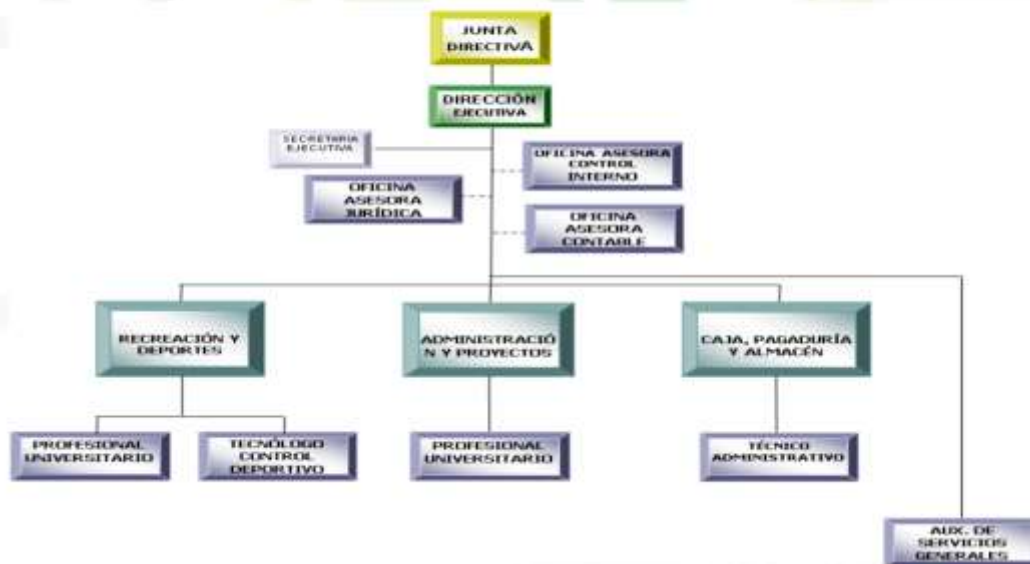 JUNTA
DIRECTIVA
DIRECCIÓN
EJECUTIVA
SECRETARIA
EJECUTIVA
OFICINA ASESORA
CONTROL
INTERNO
OFICINA
ASESORA
JURÍDICA
OFICINA
ASESORA
CONTABLE
RECREACIÓN Y
DEPORTES
ADMINISTRACIÓ
N Y PROYECTOS
CAJA, PAGADURÍA
Y ALMACÉN
PROFESIONAL
UNIVERSITARIO
TECNÓLOGO
CONTROL
DEPORTIVO
PROFESIONAL
UNIVERSITARIO
TÉCNICO
ADMINISTRATIVO
AUX. DE
SERVICIOS
GENERALES